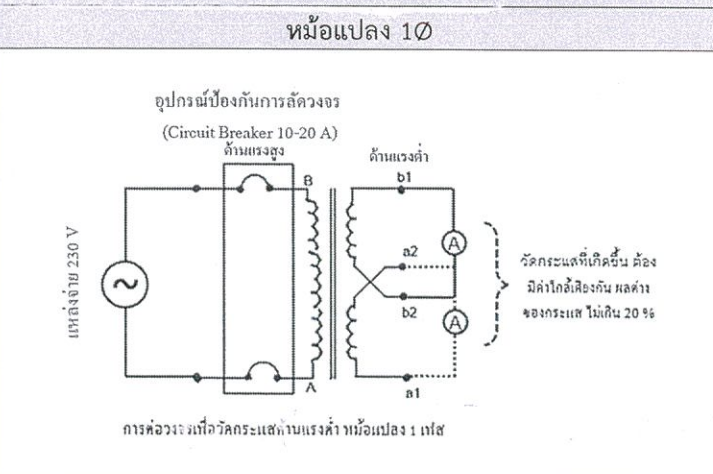 หม้อแปลง 1Ø
อุปกรณ์ป้องกันการลัดวงจร
(Circuit Breaker 10-20 A)
ด้านแรงสูง
ด้านแรงต่ำ
B
b1
A
a2
b2
A
a1
A
แหล่งจ่าย 230 V
~
วัดกระแสที่เกิดขึ้น ต้อง
มีค่าใกล้เคียงกัน ผลต่าง
ของกระแส ไม่เกิน 20 %
การต่อวงจรเพื่อวัดกระแสด้านแรงต่ำ หม้อแปลง 1 เฟส